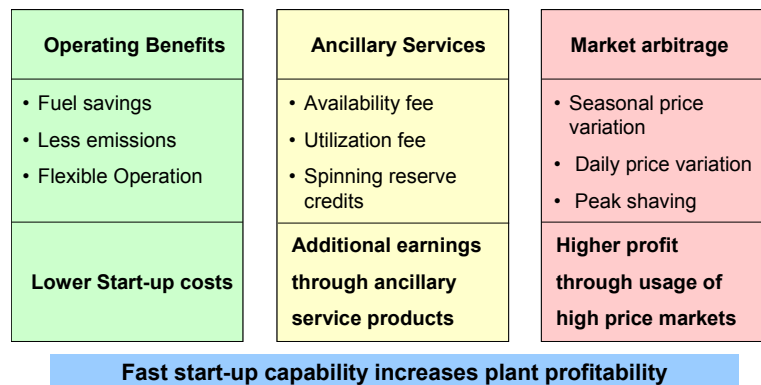 Operating Benefits
• Fuel savings
• Less emissions
• Flexible Operation
Lower Start-up costs
Ancillary Services
• Availability fee
• Utilization fee
• Spinning reserve
credits
Additional earnings
through ancillary
service products
Market arbitrage
• Seasonal price
variation
• Daily price variation
• Peak shaving
Higher profit
through usage of
high price markets
Fast start-up capability increases plant profitability